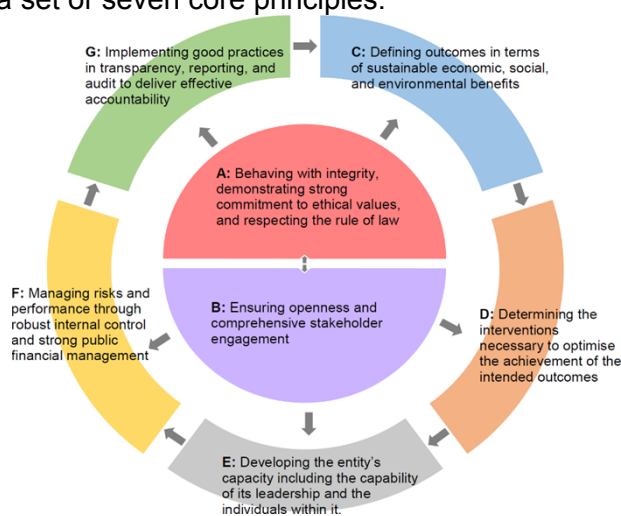 a set of seven core principles.
G: Implementing good practices
in transparency, reporting, and
audit to deliver effective
accountability
C: Defining outcomes in terms
of sustainable economic, social,
and environmental benefits
A: Behaving with integrity,
demonstrating strong
commitment to ethical values,
and respecting the rule of law
B: Ensuring openness and
comprehensive stakeholder
engagement
F: Managing risks and
performance through
robust internal control
and strong public
financial management
D: Determining the
interventions
necessary to optimise
the achievement of the
intended outcomes
E: Developing the entity's
capacity including the capability
of its leadership and the
individuals within it.